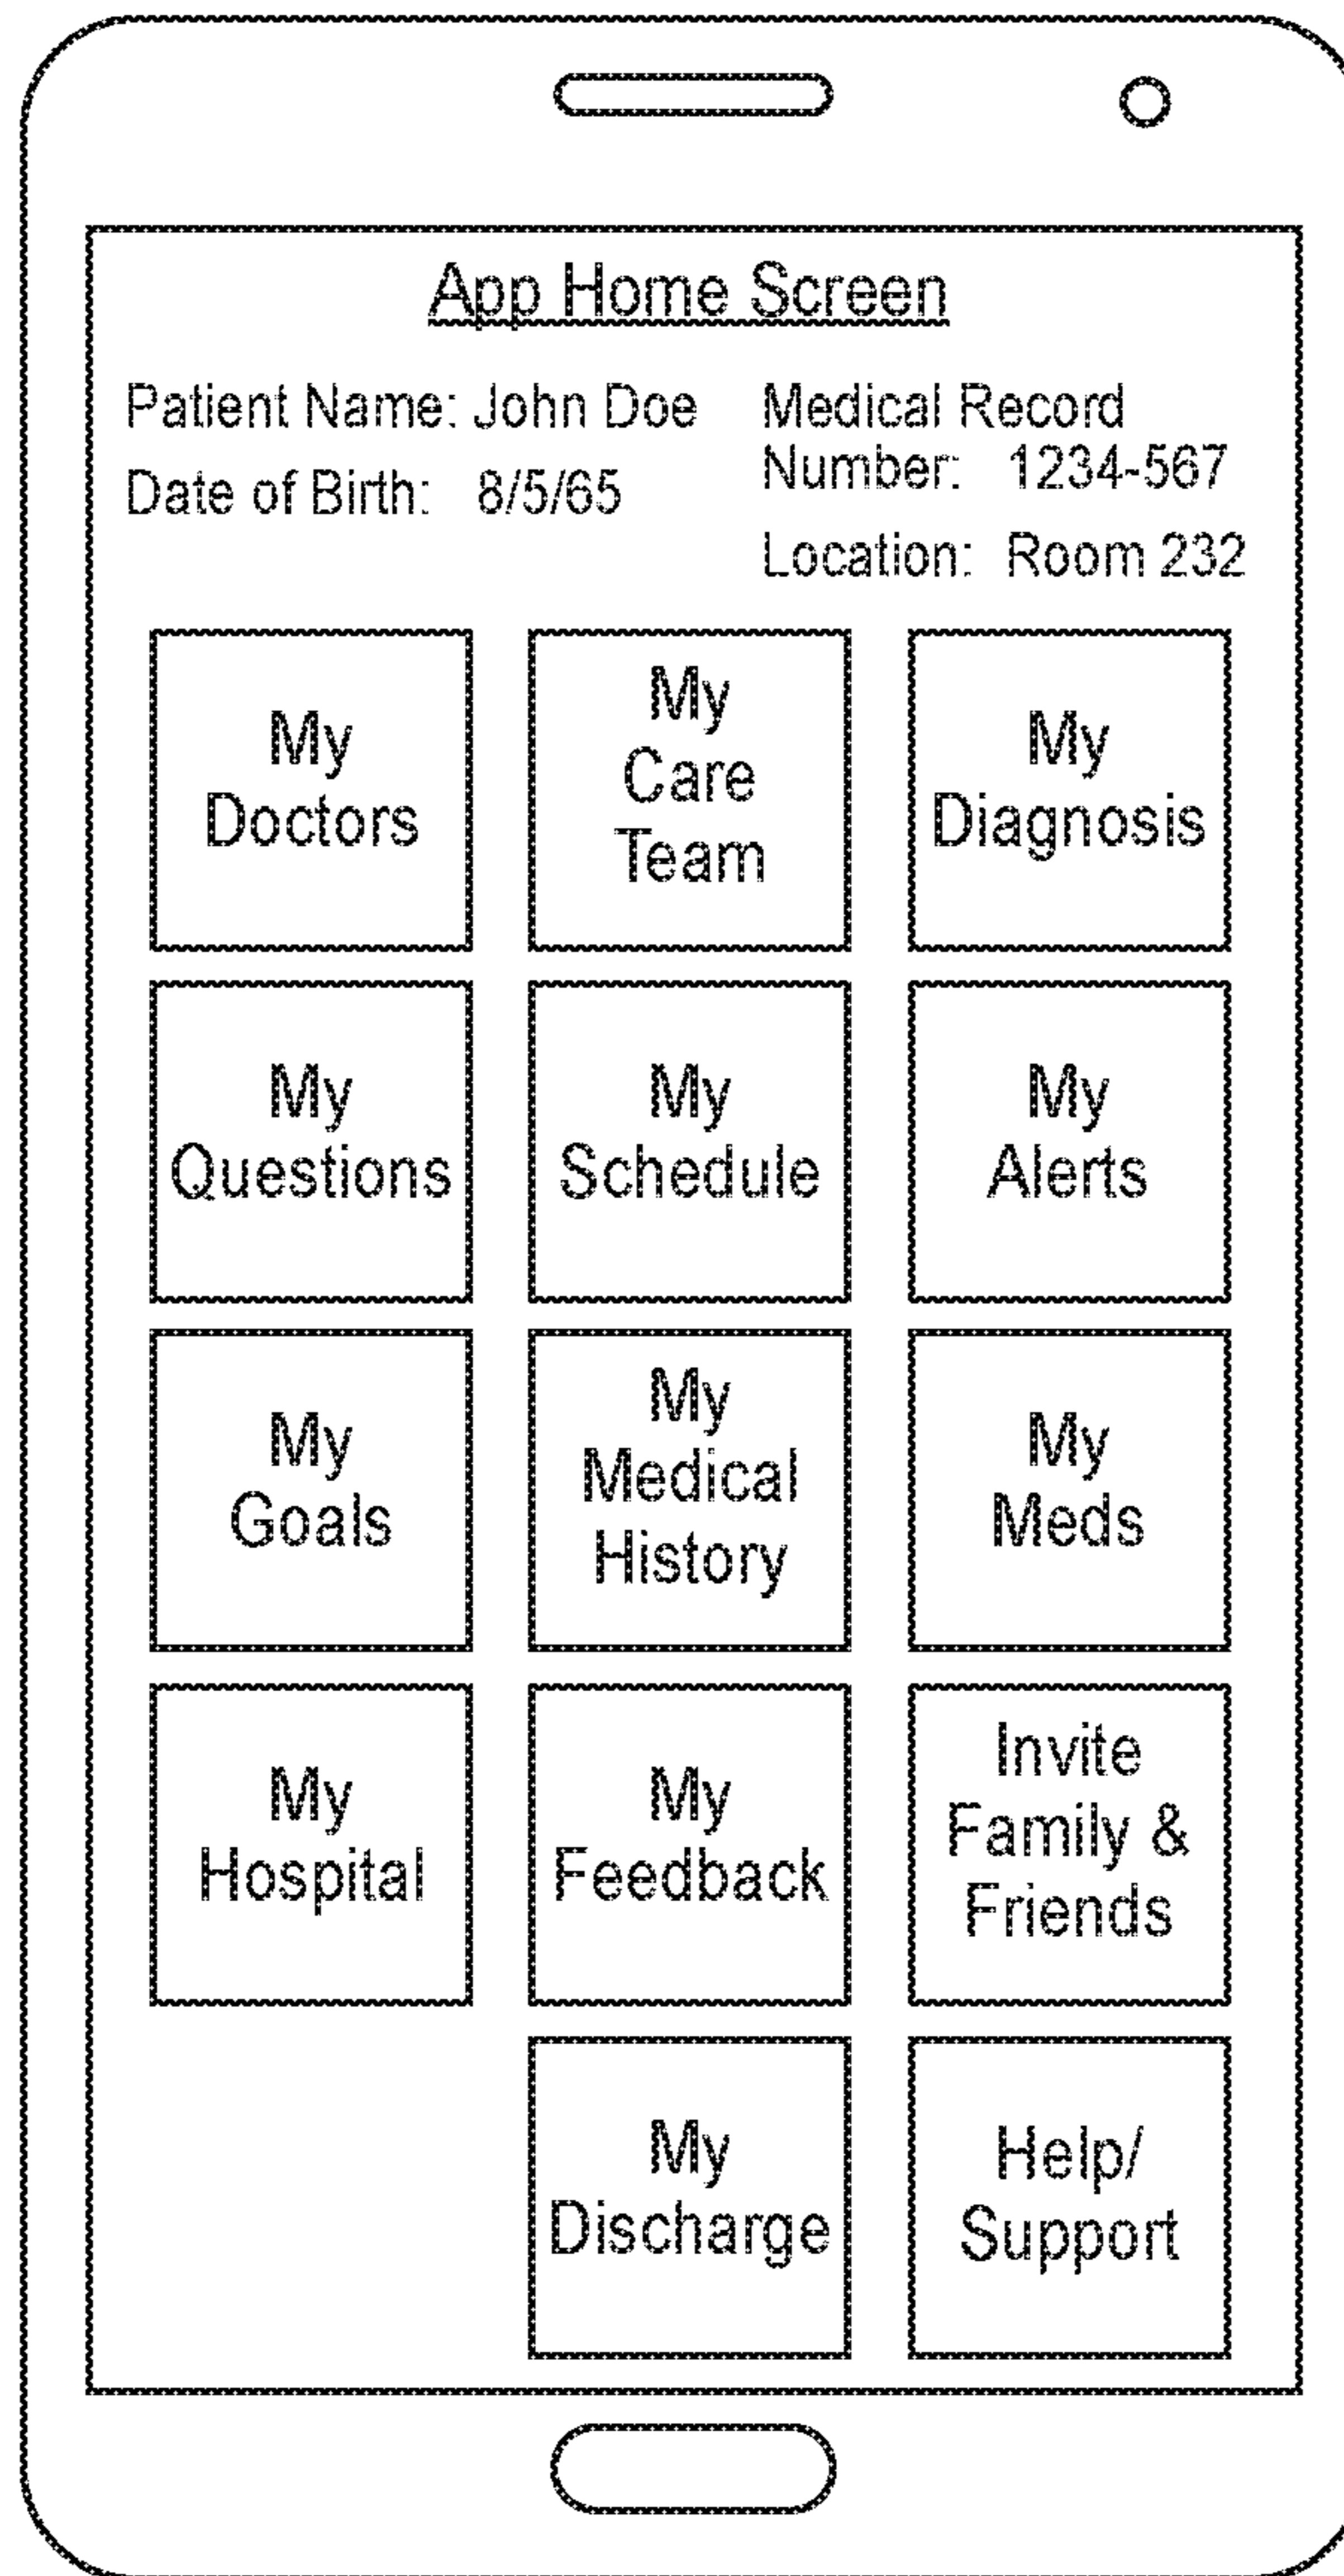 App Home Screen
Patient Name: John Doe
Date of Birth: 8/5/65
Medical Record
Number: 1234-567
Location: Room 232
My
Doctors
My
Care
Team
My
Diagnosis
My
Questions
My
Schedule
My
Alerts
My
Goals
My
Medical
History
My
Meds
My
Hospital
My
Feedback
Invite
Family &
Friends
My
Discharge
Help/
Support